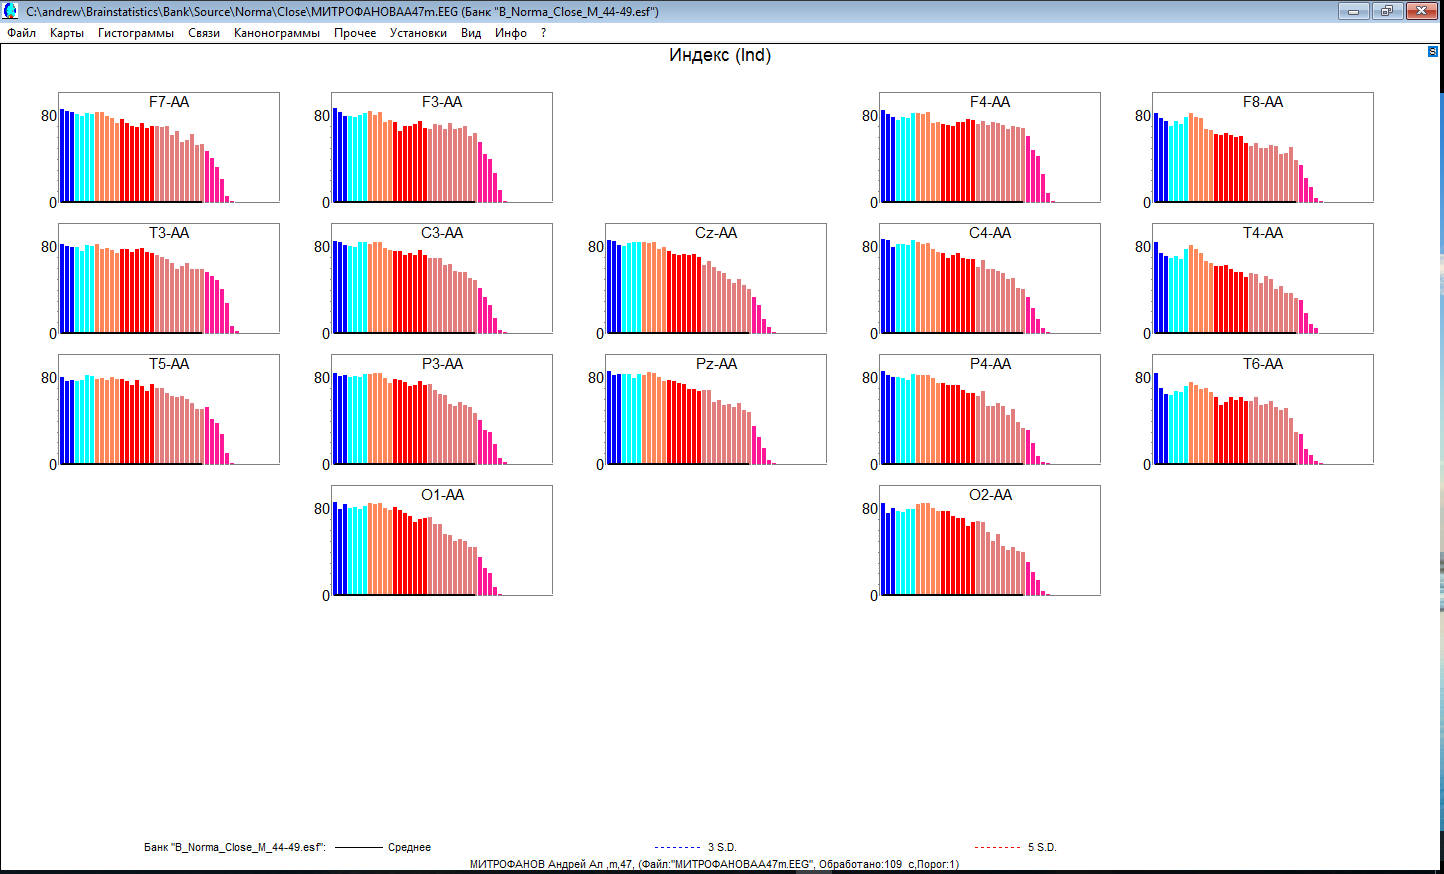 C:\andrew\Brainstatistics\Bank\Source\Norma\Close\МИТРОФАНОВАА47m.EEG (Банк "B_Norma_Close_M_44-49.esf")
Файл Карты Гистограммы Связи Канонограммы Прочее Установки Вид Инфо ?
Индекс (Ind)
S
F7-AA F3-AA F4-AA F8-AA
80 80 80 80
0 0 0 0
T3-AA C3-AA Cz-AA C4-AA T4-AA
80 80 80 80 80
0 0 0 0 0
T5-AA P3-AA Pz-AA P4-AA T6-AA
80 80 80 80 80
0 0 0 0 0
O1-AA O2-AA
80 80
0 0
Банк "B_Norma_Close_M_44-49.esf": Среднее 3 S.D. 5 S.D.
МИТРОФАНОВ Андрей Ал ,m,47, (Файл:"МИТРОФАНОВАА47m.EEG", Обработано:109 с,Порог:1)